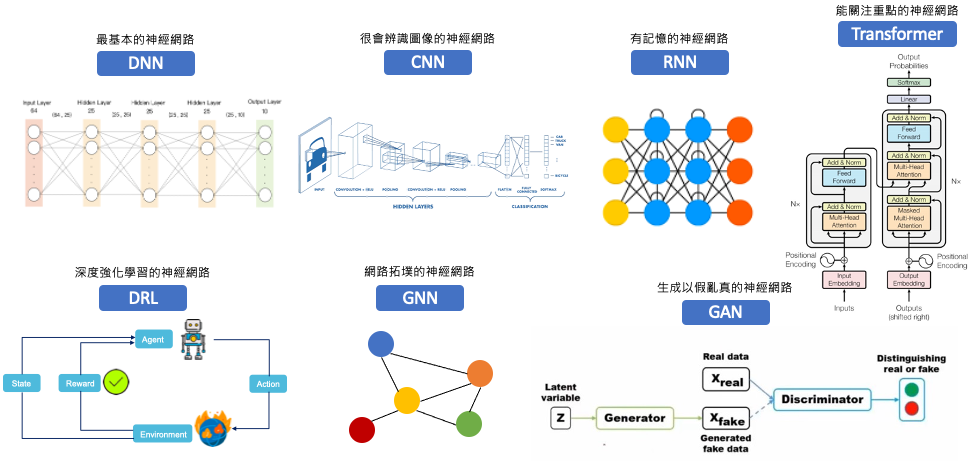 最基本的神經網路
DNN
Input Layer
64
(64 , 25)
Hidden Layer
25
(25 , 25)
Hidden Layer
25
(25 , 25)
Hidden Layer
25
(25 , 10)
Output Layer
10
很會辨識圖像的神經網路
CNN
CAR
TRUCK
VAN
BICYCLE
INPUT
CONVOLUTION + RELU
POOLING
CONVOLUTION + RELU
POOLING
FLATTEN
FULLY
CONNECTED
SOFTMAX
HIDDEN LAYERS
CLASSIFICATION
有記憶的神經網路
RNN
能關注重點的神經網路
Transformer
Output
Probabilities
Softmax
Linear
Add & Norm
Feed
Forward
Add & Norm
Multi-Head
Attention
Add & Norm
Masked
Multi-Head
Attention
N×
Add & Norm
Feed
Forward
Add & Norm
Multi-Head
Attention
N×
Positional
Encoding
Positional
Encoding
Input
Embedding
Output
Embedding
Inputs
Outputs
(shifted right)
深度強化學習的神經網路
DRL
Agent
State
Reward
Action
Environment
網路拓墣的神經網路
GNN
生成以假亂真的神經網路
GAN
Latent
variable
Z
Generator
Real data
Xreal
Xfake
Generated
fake data
Discriminator
Distinguishing
real or fake